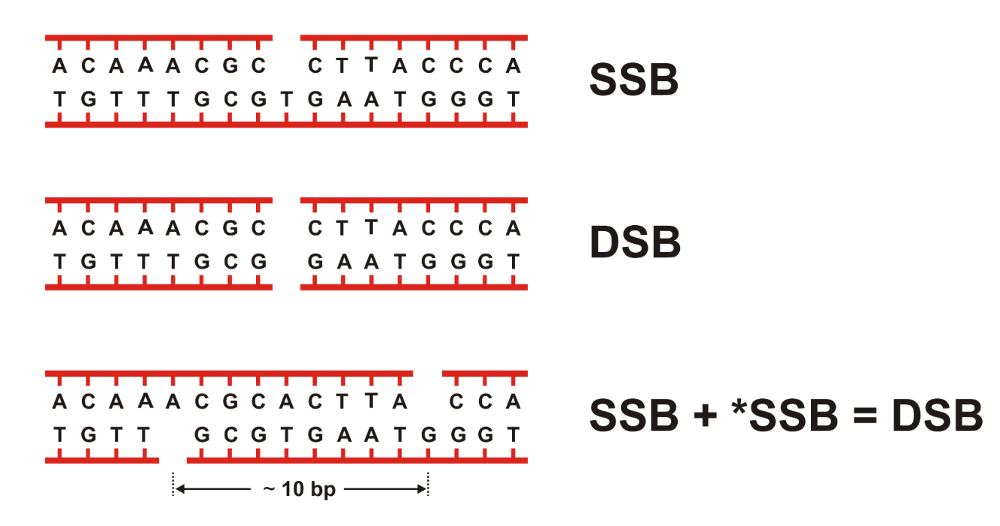 A C A A A C G C C T T A C C C A
SSB
T G T T T G C G T G A A T G G G T
A C A A A C G C C T T A C C C A
DSB
T G T T T G C G G A A T G G G T
A C A A A C G C A C T T A C C A
SSB + *SSB = DSB
T G T T G C G T G A A T G G G T
~ 10 bp